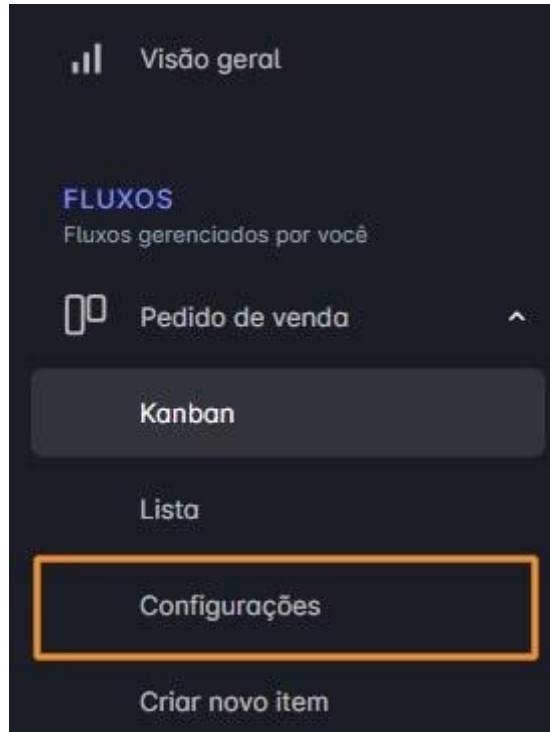 Visão geral
FLUXOS
Fluxos gerenciados por você
Pedido de venda
Kanban
Lista
Configurações
Criar novo item